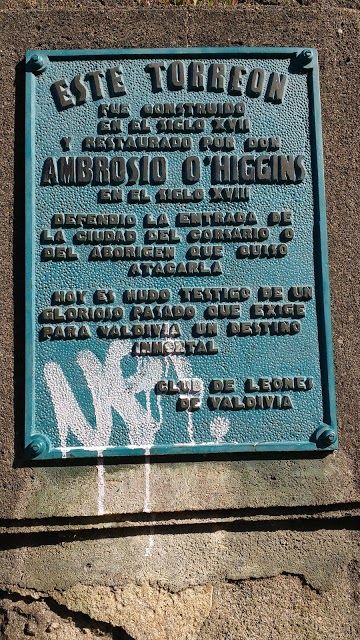 ESTE TORREON
FUE CONSTRUIDO
EN EL SIGLO XVII
Y RESTAURADO POR DON
AMBROSIO O'HIGGINS
EN EL SIGLO XVIII
DEFENDIO LA ENTRADA DE
LA CIUDAD DEL CORSARIO O
DEL ABORIGEN QUE QUISO
ATACARLA
HOY ES MUDO TESTIGO DE UN
GLORIOSO PASADO QUE EXIGE
PARA VALDIVIA UN DESTINO
INMORTAL
CLUB DE LEONES
DE VALDIVIA